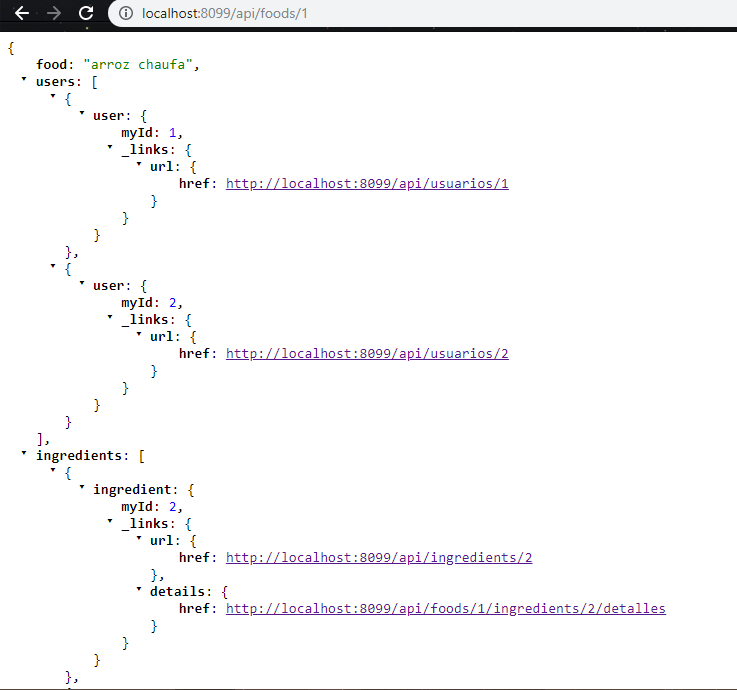 localhost:8099/api/foods/1
{
food: "arroz chaufa",
users: [
{
user: {
myId: 1,
_links: {
url: {
href: http://localhost:8099/api/usuarios/1
}
}
}
},
{
user: {
myId: 2,
_links: {
url: {
href: http://localhost:8099/api/usuarios/2
}
}
}
}
],
ingredients: [
{
ingredient: {
myId: 2,
_links: {
url: {
href: http://localhost:8099/api/ingredients/2
},
details: {
href: http://localhost:8099/api/foods/1/ingredients/2/detalles
}
}
}
},